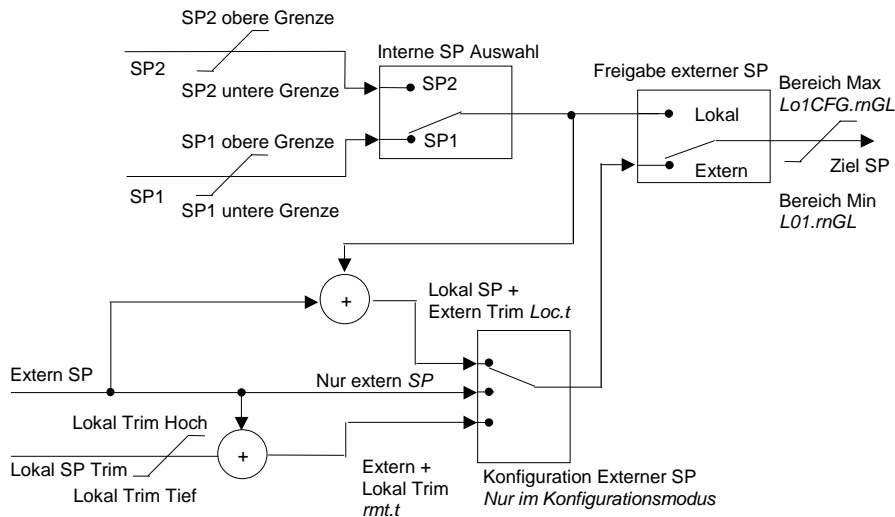 SP2 obere Grenze
SP2
SP2 untere Grenze
Interne SP Auswahl
SP2
SP1
SP1 obere Grenze
SP1
SP1 untere Grenze
Freigabe externer SP
Lokal
Extern
Bereich Max
Lo1CFG.rnGL
Ziel SP
Bereich Min
L01.rnGL
+
Lokal SP +
Extern Trim Loc.t
Extern SP
Nur extern SP
Lokal Trim Hoch
Lokal SP Trim
Lokal Trim Tief
+
Extern +
Lokal Trim
rmt.t
Konfiguration Externer SP
Nur im Konfigurationsmodus